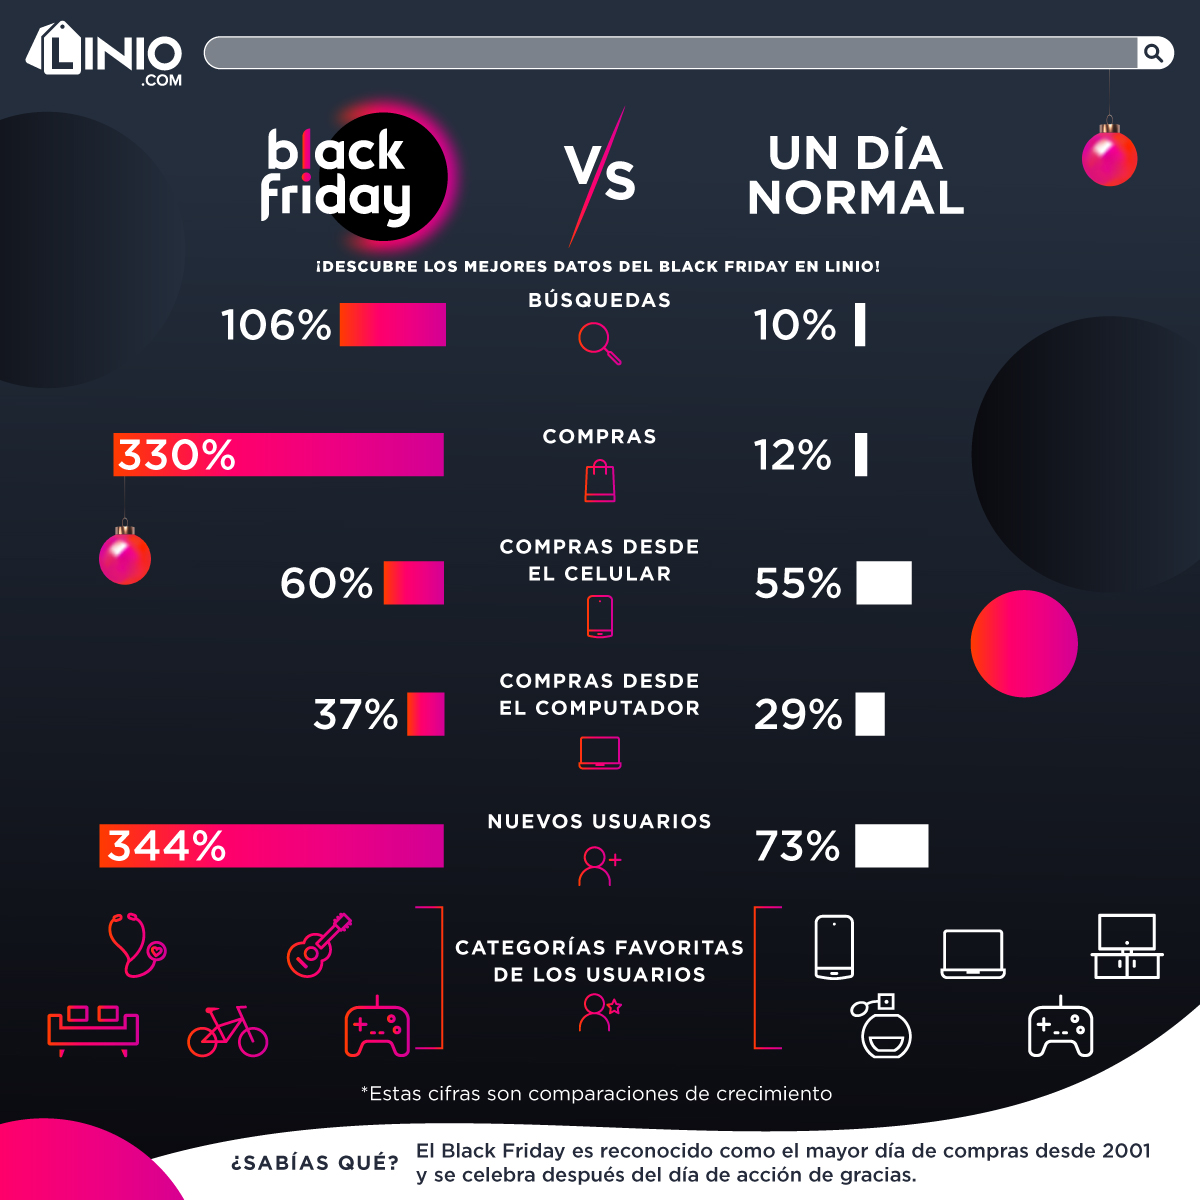 LINIO
.COM
black
friday
Vs
UN DÍA
NORMAL
¡DESCUBRE LOS MEJORES DATOS DEL BLACK FRIDAY EN LINIO!
BÚSQUEDAS
106%
10%
COMPRAS
330%
12%
COMPRAS DESDE
EL CELULAR
60%
55%
COMPRAS DESDE
EL COMPUTADOR
37%
29%
NUEVOS USUARIOS
344%
73%
CATEGORÍAS FAVORITAS
DE LOS USUARIOS
*Estas cifras son comparaciones de crecimiento
¿SABÍAS QUÉ?
El Black Friday es reconocido como el mayor día de compras desde 2001
y se celebra después del día de acción de gracias.